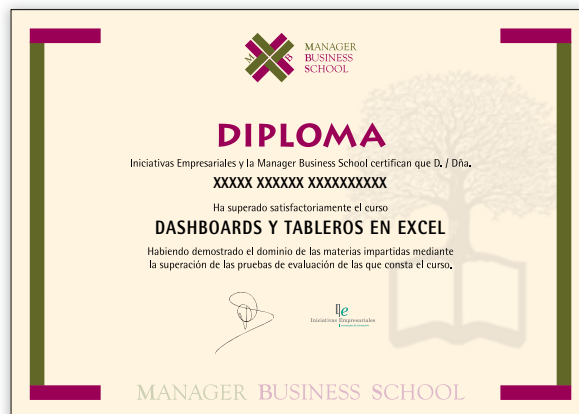 M B
MANAGER
BUSINESS
SCHOOL
DIPLOMA
Iniciativas Empresariales y la Manager Business School certifican que D. / Dña.
XXXXX XXXXXX XXXXXXXXXX
Ha superado satisfactoriamente el curso
DASHBOARDS Y TABLEROS EN EXCEL
Habiendo demostrado el dominio de las materias impartidas mediante
la superación de las pruebas de evaluación de las que consta el curso.
Iniciativas Empresariales
MANAGER BUSINESS SCHOOL